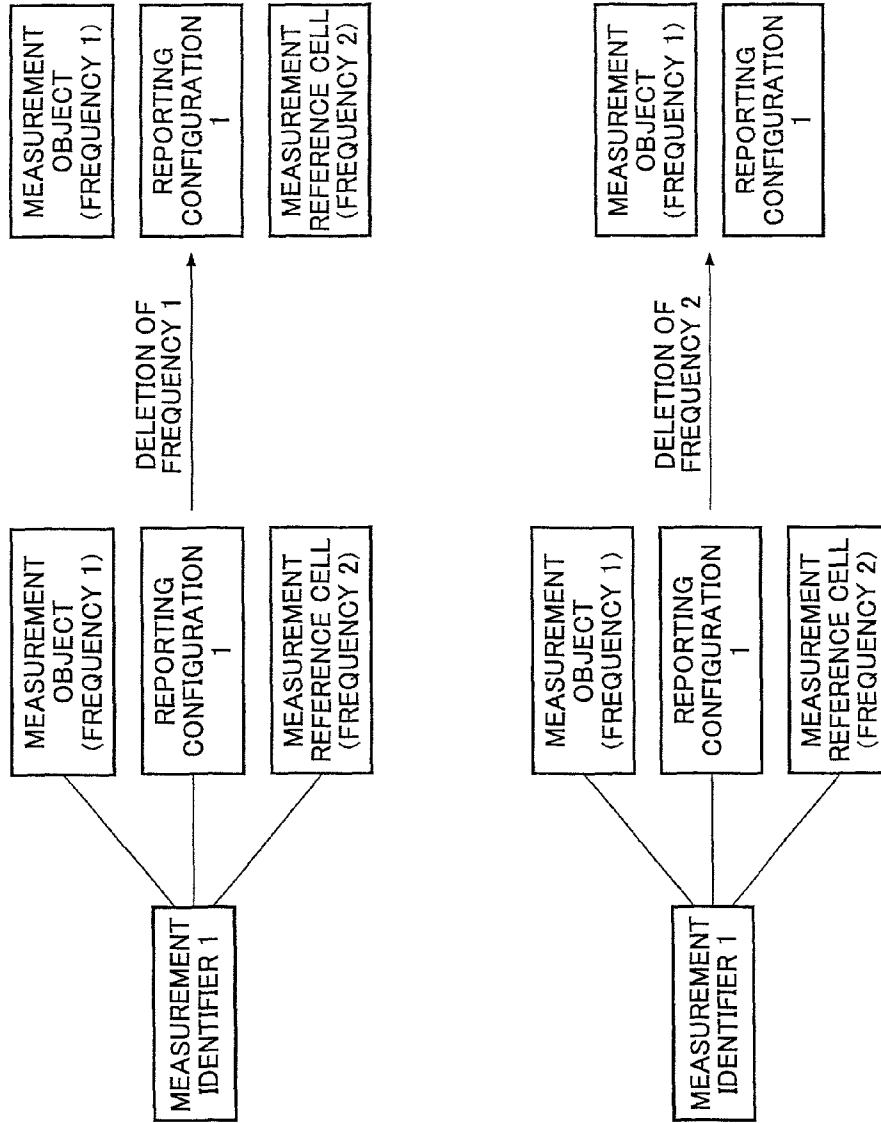 MEASUREMENT
IDENTIFIER 1
MEASUREMENT
OBJECT
(FREQUENCY 1)
REPORTING
CONFIGURATION
1
MEASUREMENT
REFERENCE CELL
(FREQUENCY 2)
DELETION OF
FREQUENCY 1
MEASUREMENT
OBJECT
(FREQUENCY 1)
REPORTING
CONFIGURATION
1
MEASUREMENT
REFERENCE CELL
(FREQUENCY 2)
MEASUREMENT
IDENTIFIER 1
MEASUREMENT
OBJECT
(FREQUENCY 1)
REPORTING
CONFIGURATION
1
MEASUREMENT
REFERENCE CELL
(FREQUENCY 2)
DELETION OF
FREQUENCY 2
MEASUREMENT
OBJECT
(FREQUENCY 1)
REPORTING
CONFIGURATION
1